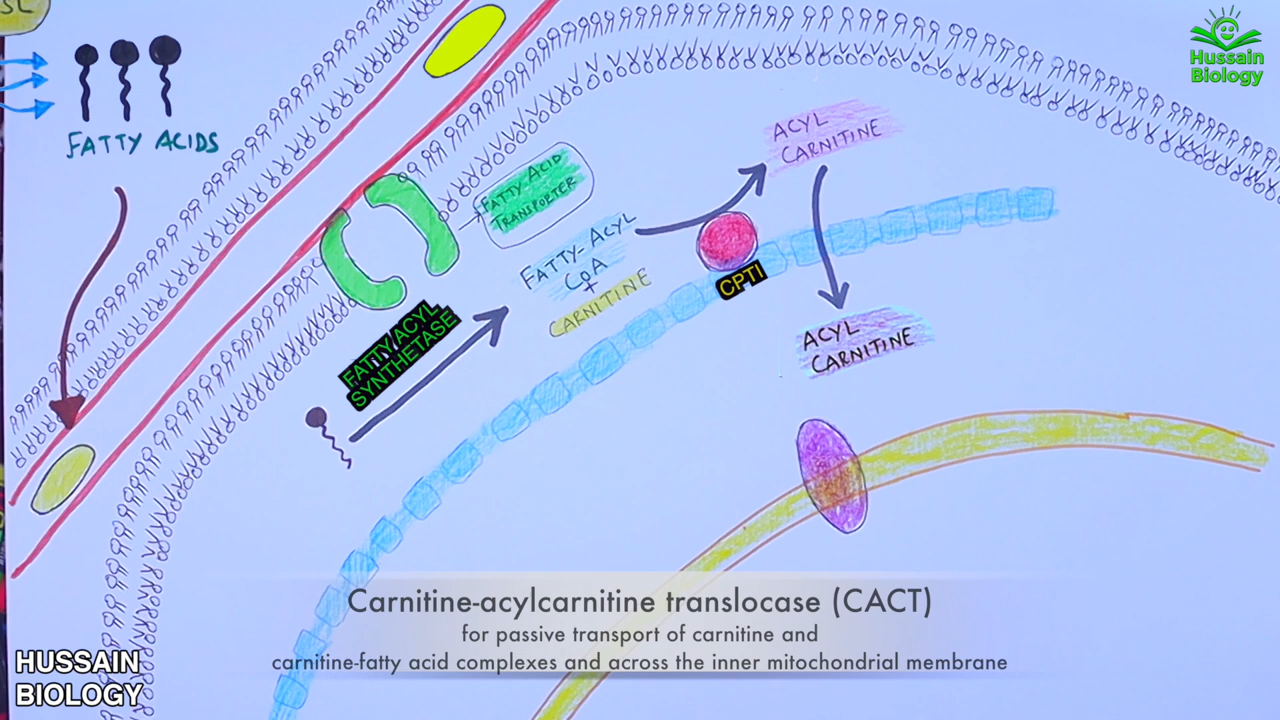 SL
FATTY ACIDS
Hussain
Biology
FATTY ACID
TRANSPORTER
ACYL
CARNITINE
FATTY-ACYL
COA
+
CARNITINE
CPTI
FATTY ACYL
SYNTHETASE
ACYL
CARNITINE
Carnitine-acylcarnitine translocase (CACT)
for passive transport of carnitine and
carnitine-fatty acid complexes and across the inner mitochondrial membrane
HUSSAIN
BIOLOGY